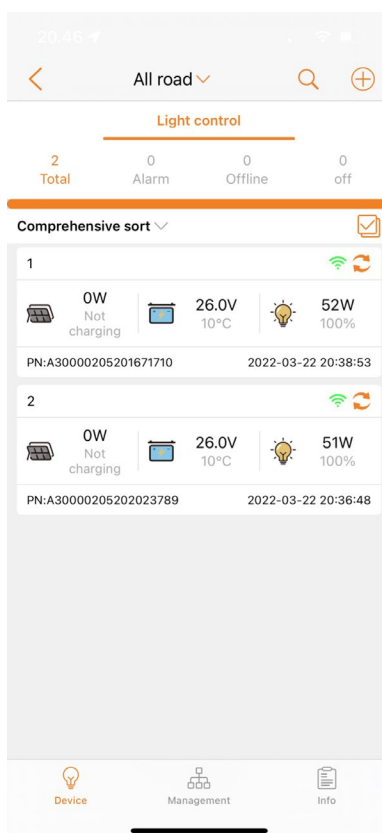 20.46
All road
Light control
2 0 0 0
Total Alarm Offline off
Comprehensive sort
1
0W 26.0V 52W
Not 10°C 100%
charging
PN:A30000205201671710 2022-03-22 20:38:53
2
0W 26.0V 51W
Not 10°C 100%
charging
PN:A30000205202023789 2022-03-22 20:36:48
Device Management Info